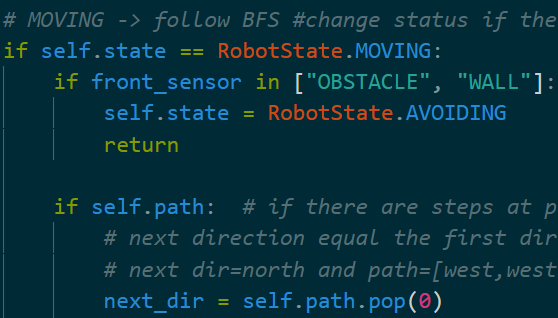 # MOVING -> follow BFS #change status if the
if self.state == RobotState.MOVING:
if front_sensor in ["OBSTACLE", "WALL"]:
self.state = RobotState.AVOIDING
return
if self.path: # if there are steps at p
# next direction equal the first dir
# next dir=north and path=[west,west
next_dir = self.path.pop(0)